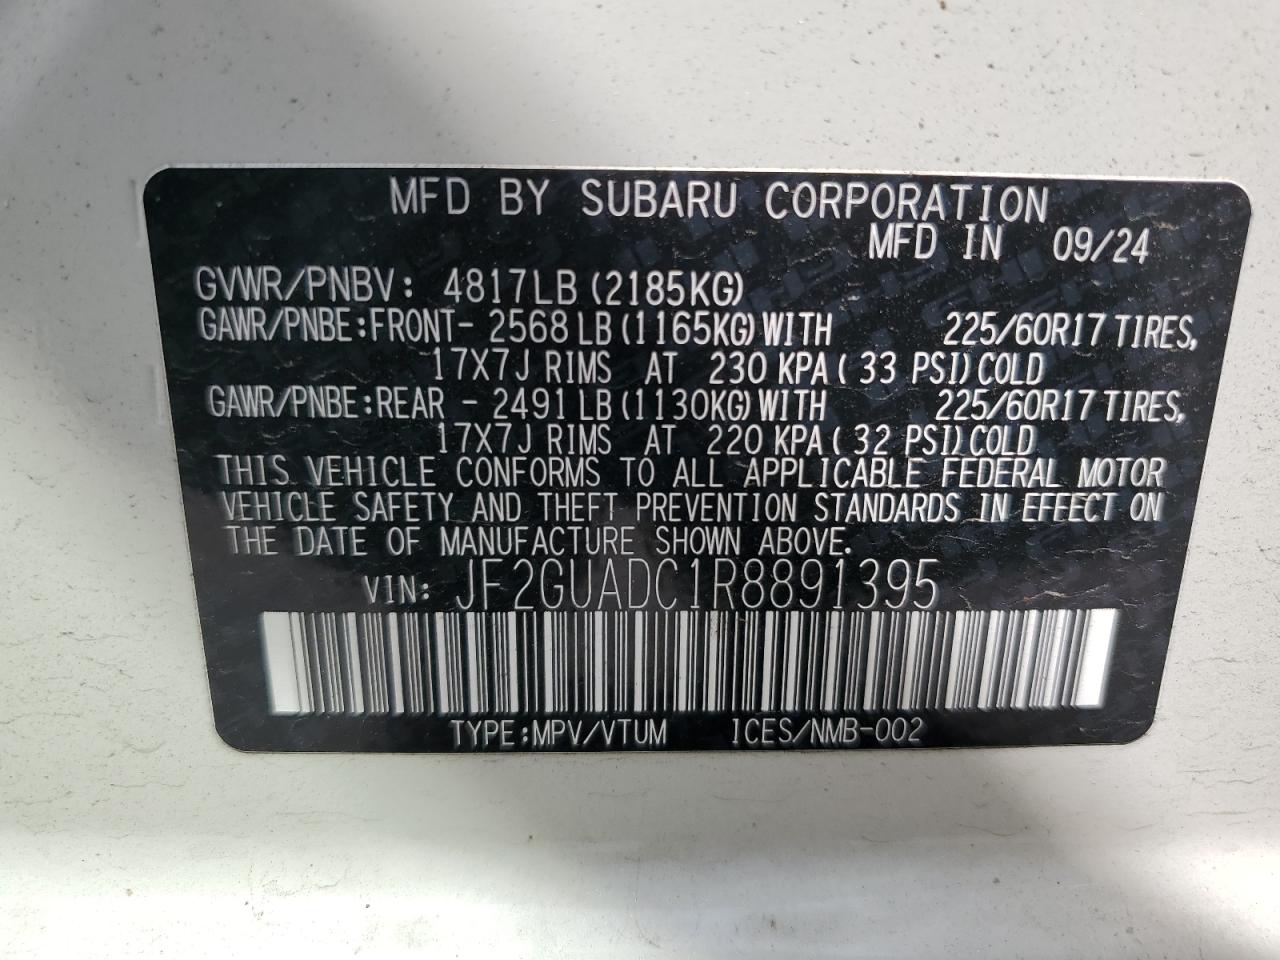 MFD BY SUBARU CORPORATION
MFD IN 09/24
GVWR/PNBV: 4817LB (2185KG)
GAWR/PNBE:FRONT- 2568 LB (1165KG) WITH 225/60R17 TIRES,
17X7J RIMS AT 230 KPA ( 33 PSI) COLD
GAWR/PNBE:REAR - 2491 LB (1130KG) WITH 225/60R17 TIRES,
17X7J RIMS AT 220 KPA ( 32 PSI) COLD
THIS VEHICLE CONFORMS TO ALL APPLICABLE FEDERAL MOTOR
VEHICLE SAFETY AND THEFT PREVENTION STANDARDS IN EFFECT ON
THE DATE OF MANUFACTURE SHOWN ABOVE.
VIN: JF2GUADC1R8891395
TYPE:MPV/VTUM ICES/NMB-002